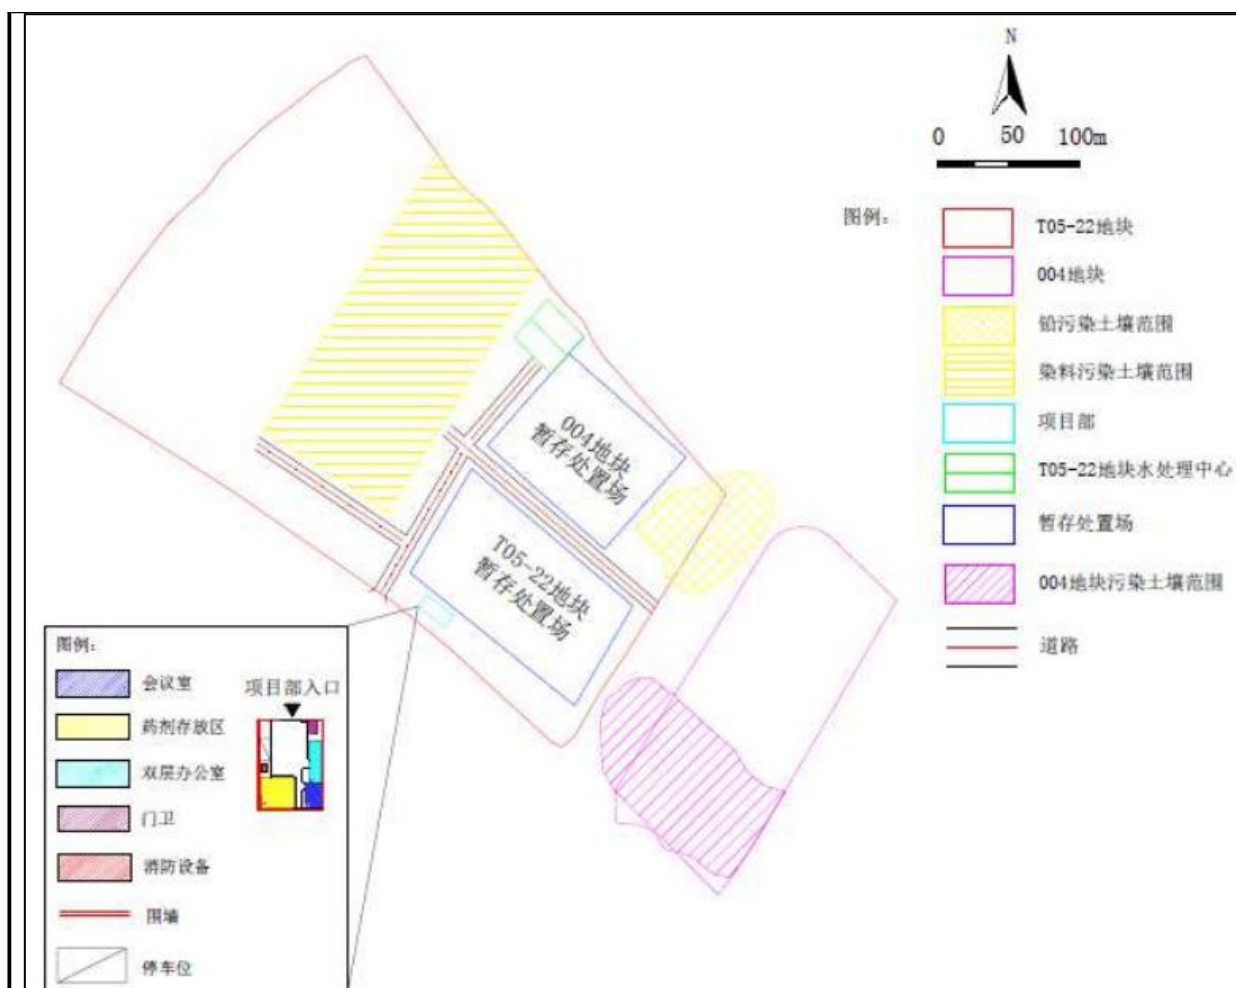 N
0 50 100m
图例：
T05-22地块
004地块
铅污染土壤范围
染料污染土壤范围
项目部
T05-22地块水处理中心
暂存处置场
004地块污染土壤范围
道路
004地块
暂存处置场
T05-22地块
暂存处置场
图例：
会议室
药剂存放区
双层办公室
门卫
消防设备
围墙
停车位
项目部入口